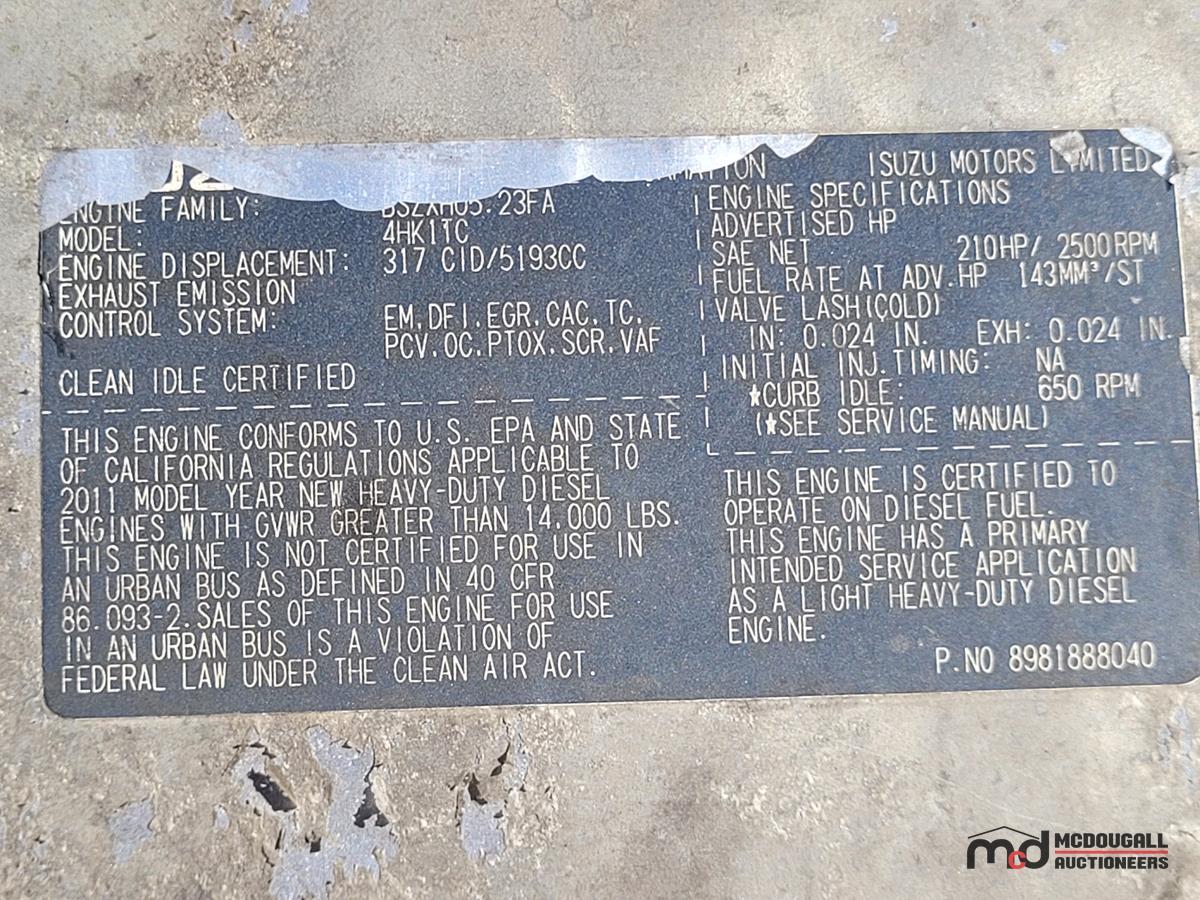 ISUZU MOTORS LIMITED
ENGINE FAMILY: BSZXH05.23FA
MODEL: 4HK1TC
ENGINE DISPLACEMENT: 317 CID/5193CC
EXHAUST EMISSION
CONTROL SYSTEM: EM,DFI,EGR,CAC,TC,
PCV,OC,PTOX,SCR,VAF
CLEAN IDLE CERTIFIED
THIS ENGINE CONFORMS TO U.S. EPA AND STATE
OF CALIFORNIA REGULATIONS APPLICABLE TO
2011 MODEL YEAR NEW HEAVY-DUTY DIESEL
ENGINES WITH GVWR GREATER THAN 14,000 LBS.
THIS ENGINE IS NOT CERTIFIED FOR USE IN
AN URBAN BUS AS DEFINED IN 40 CFR
86.093-2.SALES OF THIS ENGINE FOR USE
IN AN URBAN BUS IS A VIOLATION OF
FEDERAL LAW UNDER THE CLEAN AIR ACT.
ENGINE SPECIFICATIONS
ADVERTISED HP
SAE NET 210HP/ 2500RPM
FUEL RATE AT ADV.HP 143MM³/ST
VALVE LASH(COLD)
IN: 0.024 IN. EXH: 0.024 IN.
INITIAL INJ.TIMING: NA
★CURB IDLE: 650 RPM
(★SEE SERVICE MANUAL)
THIS ENGINE IS CERTIFIED TO
OPERATE ON DIESEL FUEL.
THIS ENGINE HAS A PRIMARY
INTENDED SERVICE APPLICATION
AS A LIGHT HEAVY-DUTY DIESEL
ENGINE.
P.NO 8981888040
mcd MCDOUGALL
AUCTIONEERS